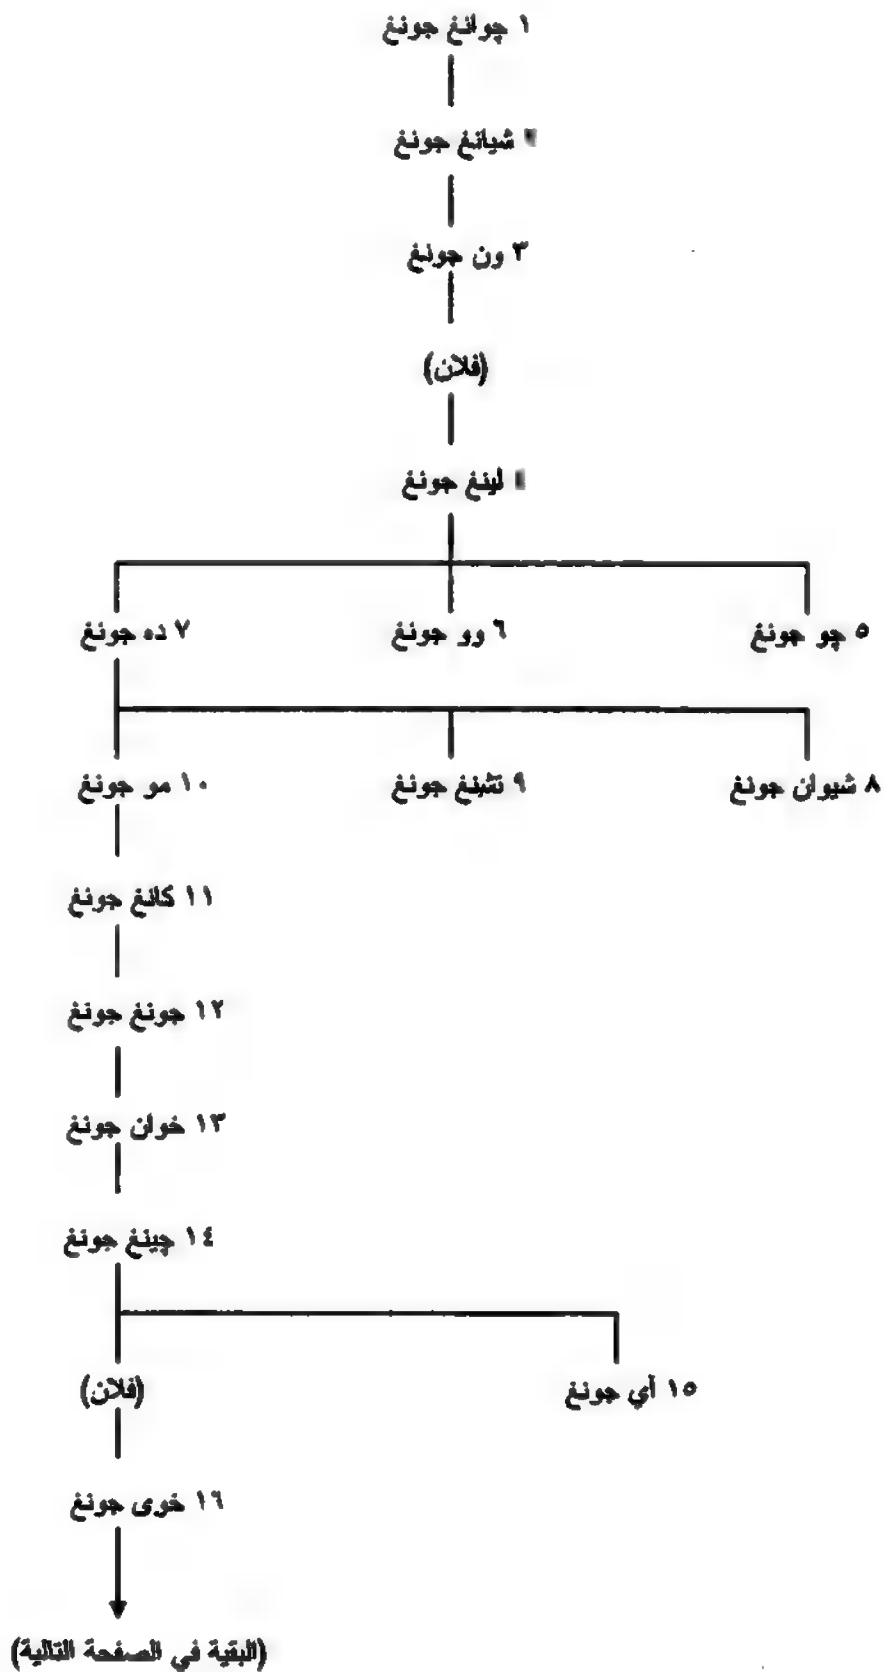 ١ چوانغ جونغ
٢ شيانغ جونغ
٣ ون جونغ
(فلان)
٤ لينغ جونغ
٥ چو جونغ
٦ وو جونغ
٧ ده جونغ
٨ شيوان جونغ
٩ تشينغ جونغ
١٠ مو جونغ
١١ كانغ جونغ
١٢ جونغ جونغ
١٣ خوان جونغ
١٤ چينغ جونغ
١٥ أي جونغ
(فلان)
١٦ خوى جونغ
(البقية في الصفحة التالية)